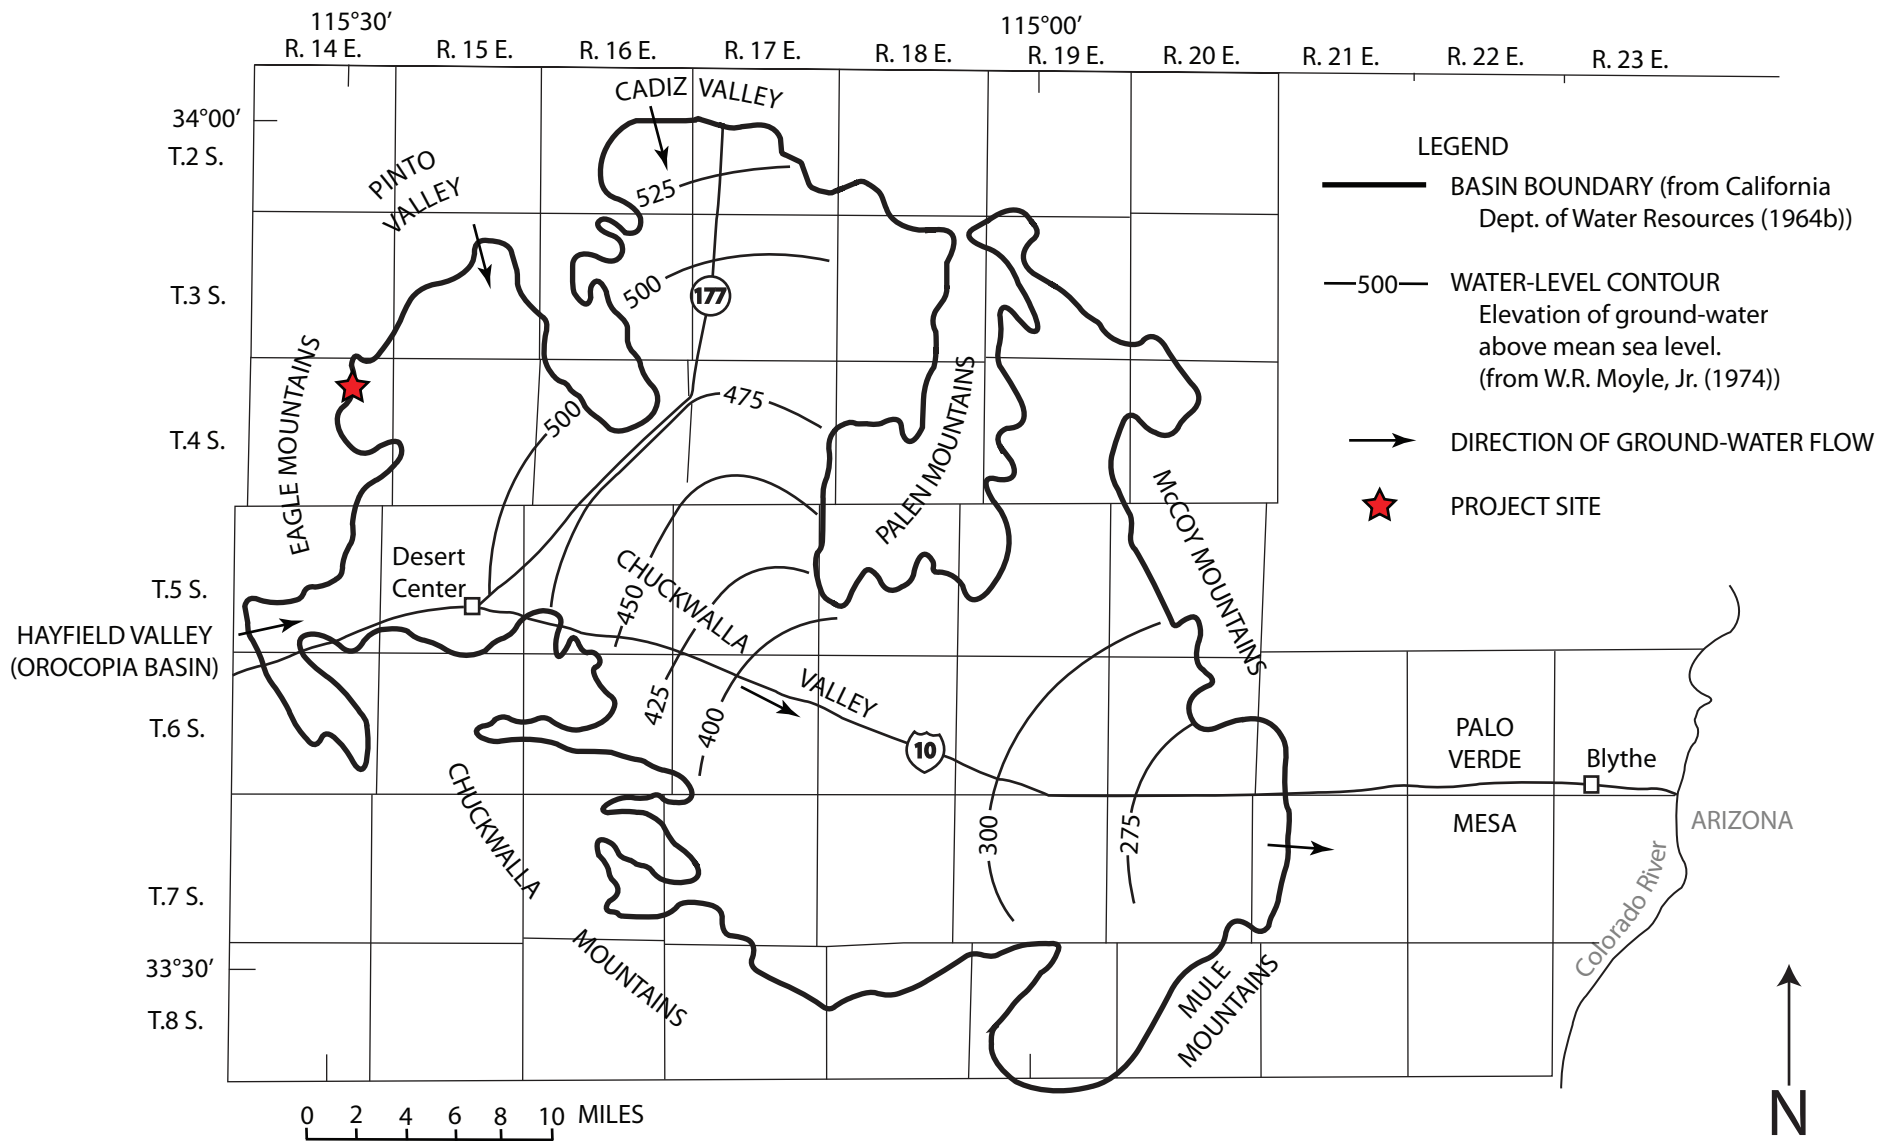 115°30’
115°00’
R. 14 E.
R. 15 E.
R. 16 E.
R. 17 E.
R. 18 E.
R. 19 E.
R. 20 E.
R. 21 E.
R. 22 E.
R. 23 E.
CADIZ VALLEY
34°00’
T.2 S.
PINTO
VALLEY
525
LEGEND
BASIN BOUNDARY (from California
Dept. of Water Resources (1964b))
T.3 S.
500
177
500
WATER-LEVEL CONTOUR
Elevation of ground-water
above mean sea level.
(from W.R. Moyle, Jr. (1974))
EAGLE MOUNTAINS
475
500
T.4 S.
PALEN MOUNTAINS
DIRECTION OF GROUND-WATER FLOW
McCOY MOUNTAINS
PROJECT SITE
Desert
Center
T.5 S.
CHUCKWALLA
VALLEY
450
HAYFIELD VALLEY
(OROCOPIA BASIN)
425
400
T.6 S.
10
PALO
VERDE
MESA
Blythe
CHUCKWALLA
MOUNTAINS
300
275
ARIZONA
Colorado River
T.7 S.
33°30’
MULE
MOUNTAINS
T.8 S.
0 2 4 6 8 10 MILES
N